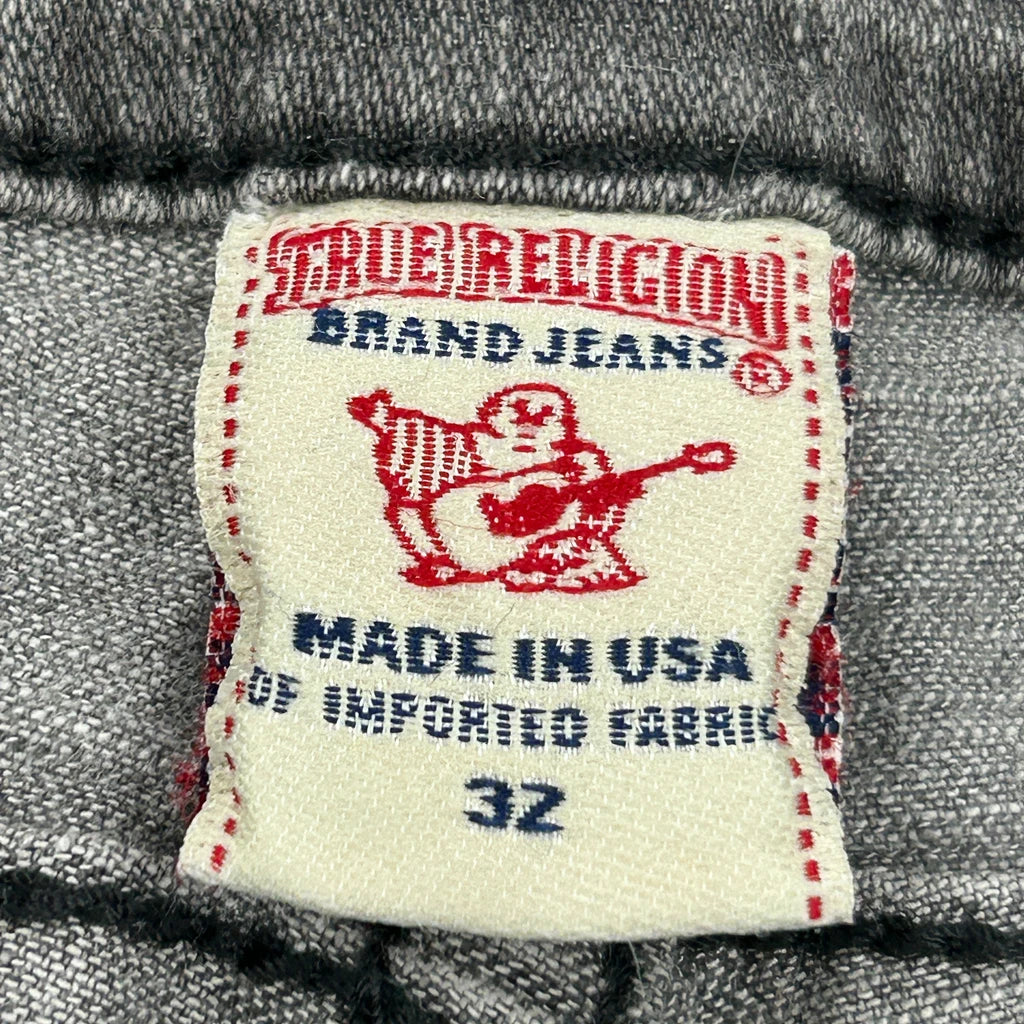 TRUE RELIGION
BRAND JEANS
®
MADE IN USA
OF IMPORTED FABRIC
32